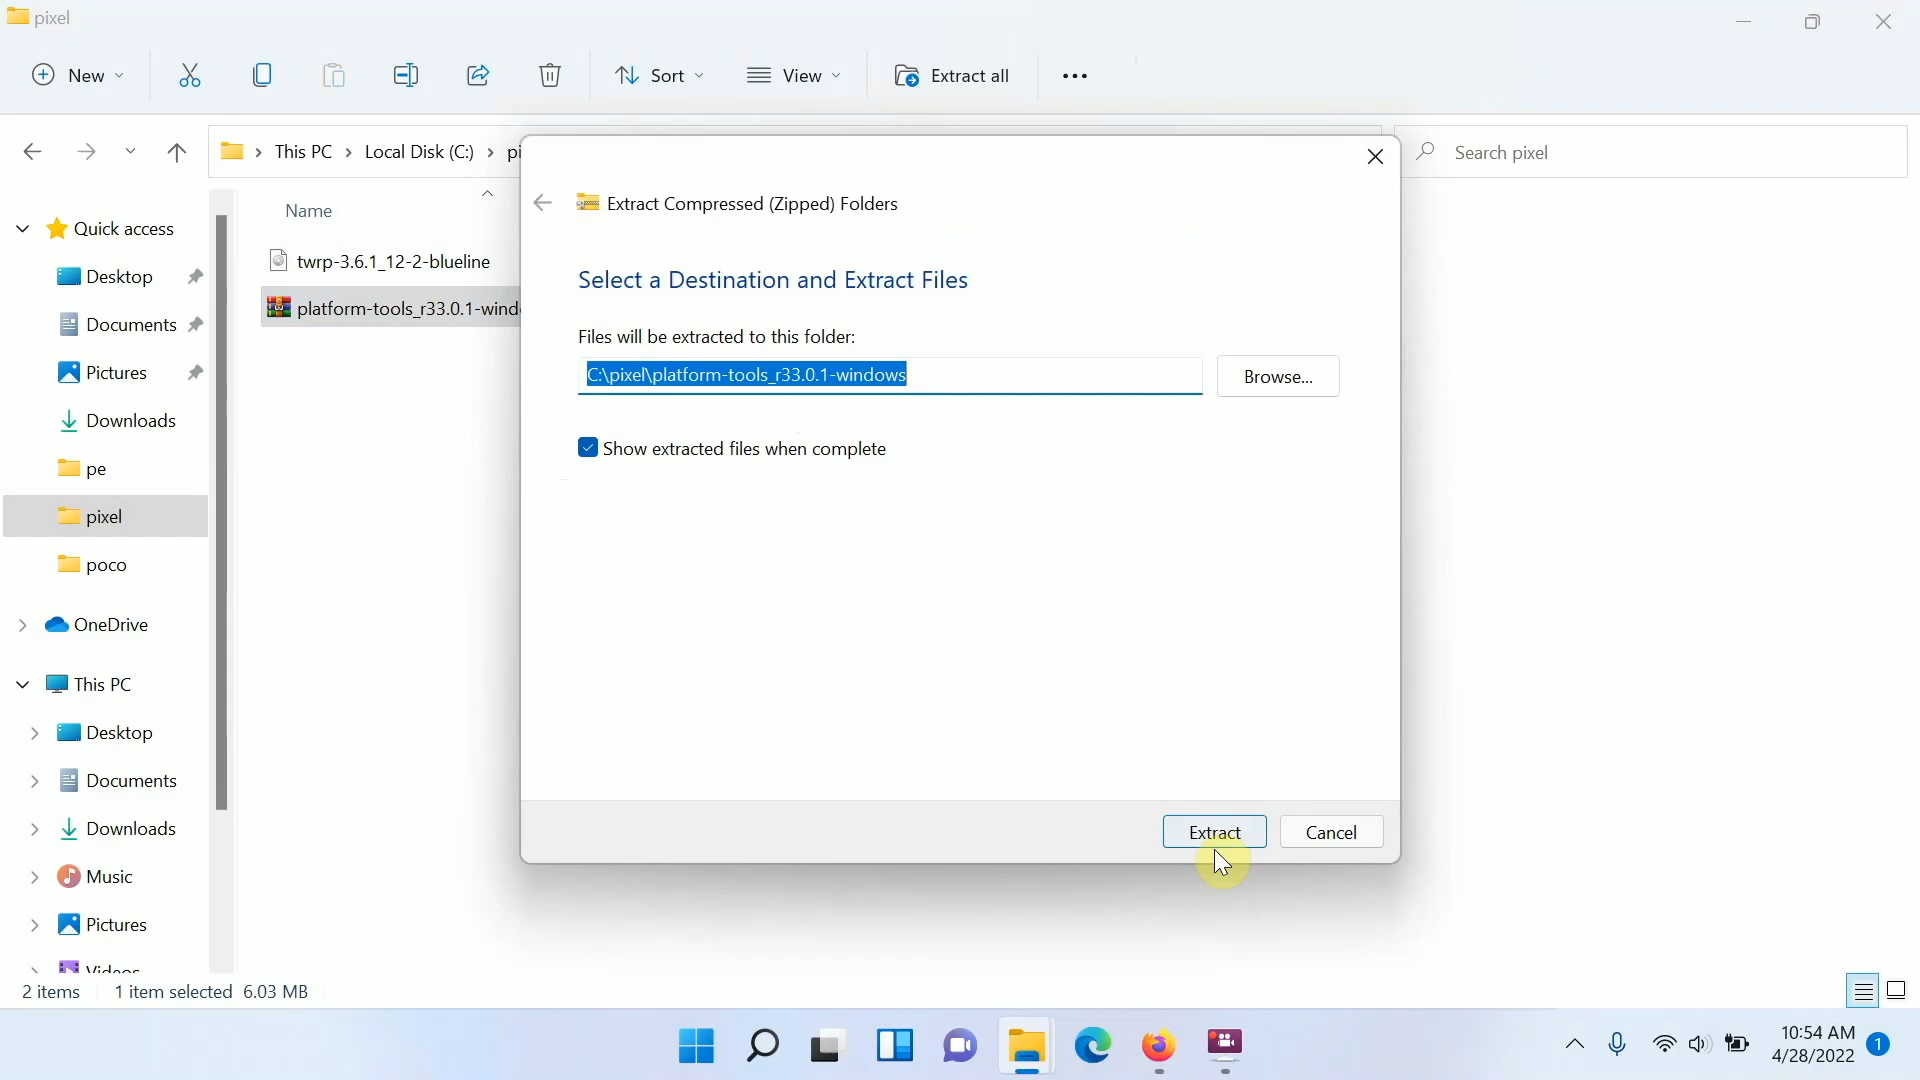 pixel
New
Sort
View
Extract all
This PC
Local Disk (C:)
pi
Search pixel
Extract Compressed (Zipped) Folders
Name
Quick access
twrp-3.6.1_12-2-blueline
Desktop
Select a Destination and Extract Files
platform-tools_r33.0.1-windo
Documents
Files will be extracted to this folder:
Pictures
C:\pixel\platform-tools_r33.0.1-windows
Browse...
Downloads
Show extracted files when complete
pe
pixel
poco
OneDrive
This PC
Desktop
Documents
Downloads
Extract
Cancel
Music
Pictures
Videos
2 items
1 item selected 6.03 MB
10:54 AM
4/28/2022
1